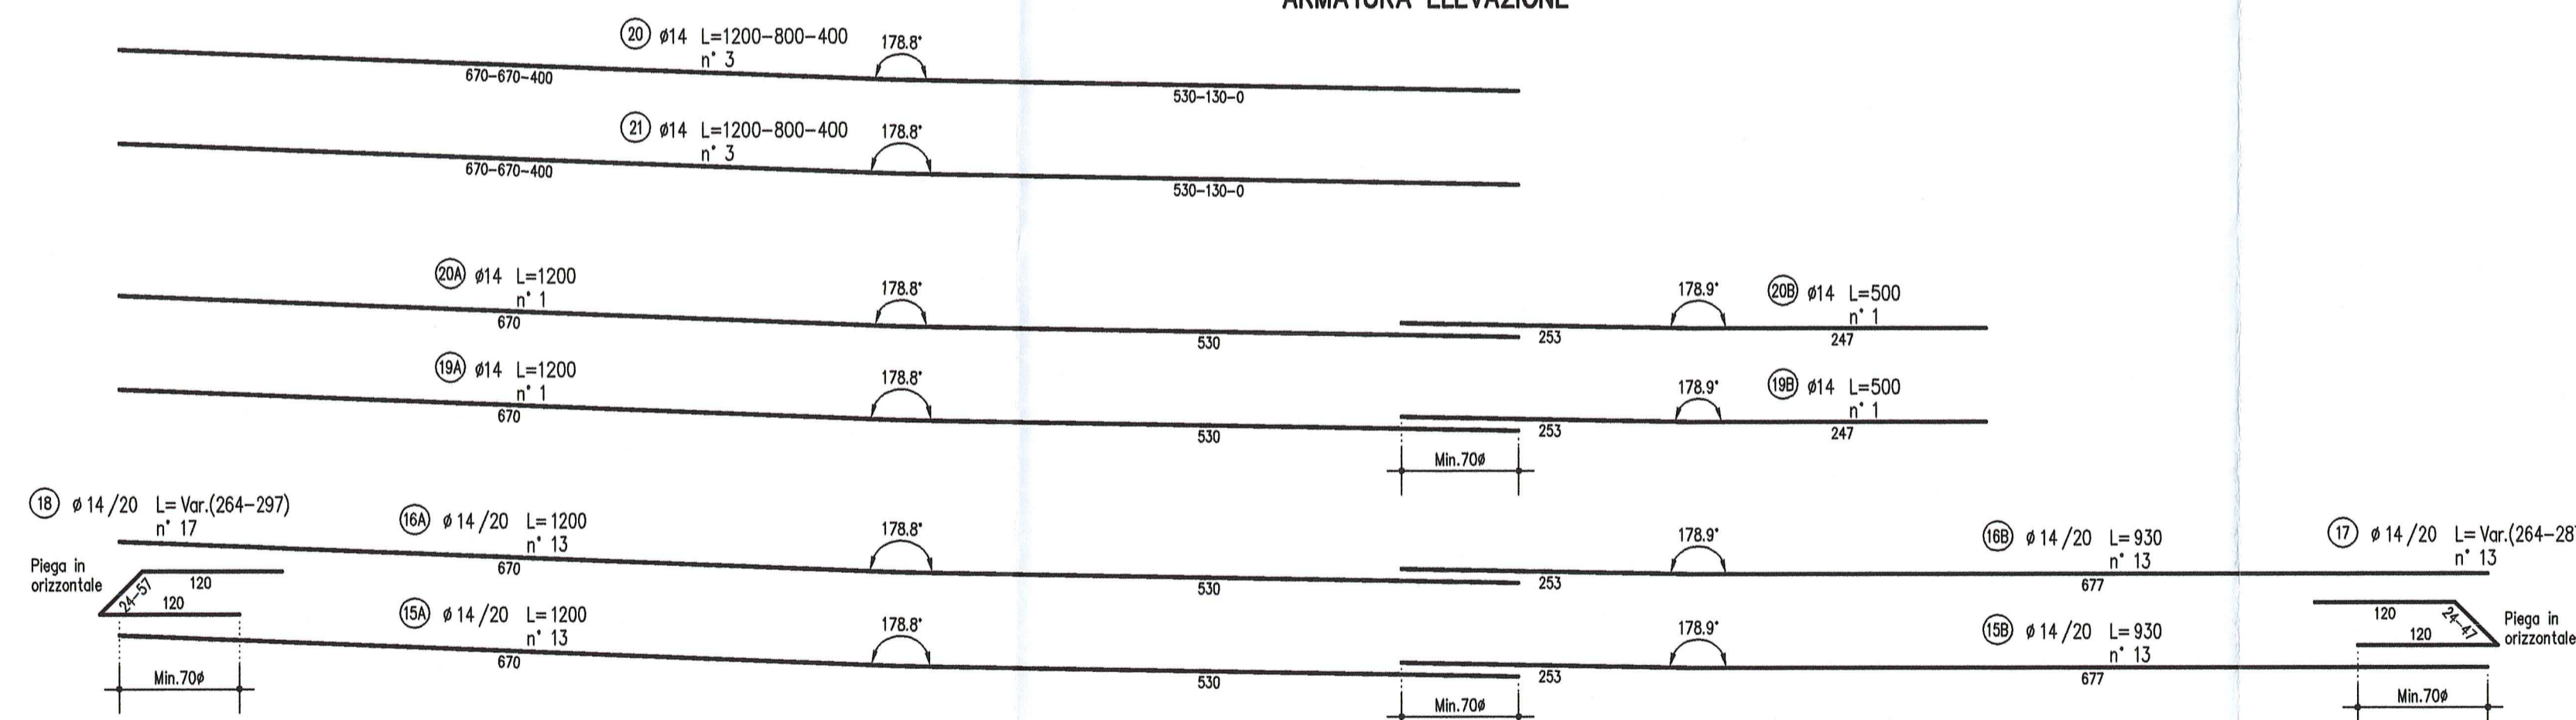 ARMATURA ELEVAZIONE
20 ø14 L=1200-800-400
n° 3
178.8°
670-670-400
530-130-0
21 ø14 L=1200-800-400
n° 3
178.8°
670-670-400
530-130-0
20A ø14 L=1200
n° 1
178.8°
670
530
178.9°
20B ø14 L=500
n° 1
253
247
19A ø14 L=1200
n° 1
178.8°
670
530
178.9°
19B ø14 L=500
n° 1
253
247
Min.70ø
18 ø 14/20 L= Var.(264-297)
n° 17
Piega in
orizzontale
24-57
120
120
Min.70ø
16A ø 14/20 L=1200
n° 13
178.8°
670
530
178.9°
16B ø 14/20 L=930
n° 13
253
677
17 ø 14/20 L= Var.(264-28
n° 13
15A ø 14/20 L=1200
n° 13
178.8°
670
530
178.9°
15B ø 14/20 L=930
n° 13
253
677
Min.70ø
120
24-47
120
Piega in
orizzontale
Min.70ø